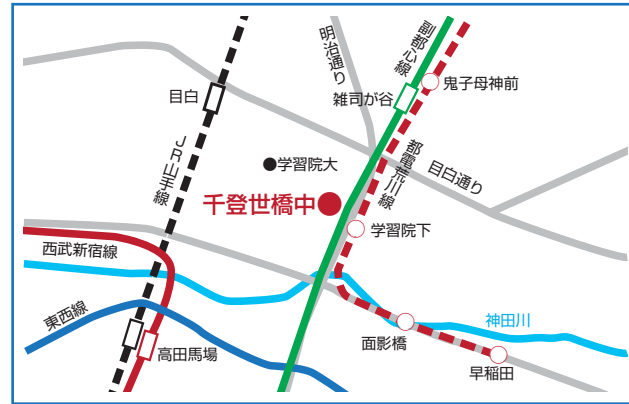 明治通り
副都心線
鬼子母神前
雑司が谷
目白
JR山手線
都電荒川線
目白通り
学習院大
千登世橋中
学習院下
西武新宿線
東西線
神田川
面影橋
高田馬場
早稲田